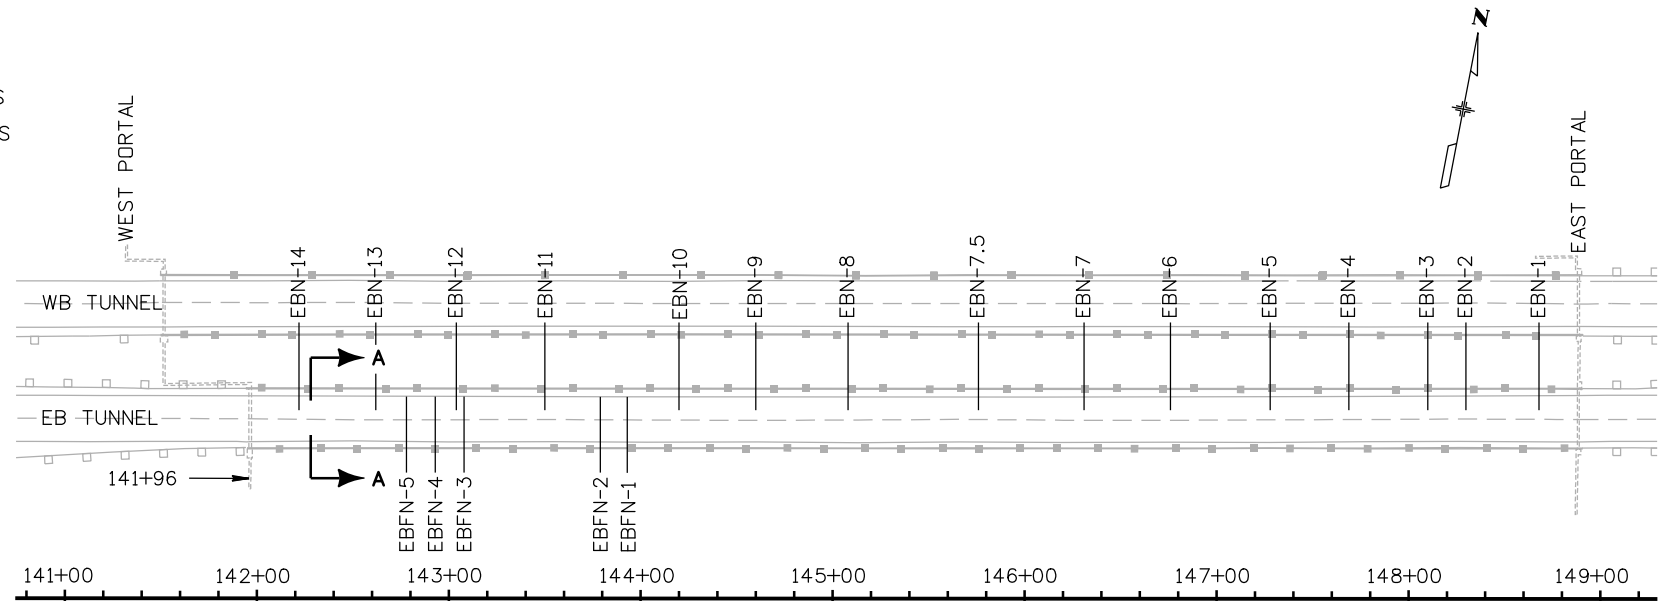 N
S
S
WEST PORTAL
EAST PORTAL
EBN-14
EBN-13
EBN-12
EBN-11
EBN-10
EBN-9
EBN-8
EBN-7.5
EBN-7
EBN-6
EBN-5
EBN-4
EBN-3
EBN-2
EBN-1
WB TUNNEL
A
EB TUNNEL
141+96
A
EBFN-5
EBFN-4
EBFN-3
EBFN-2
EBFN-1
141+00
142+00
143+00
144+00
145+00
146+00
147+00
148+00
149+00